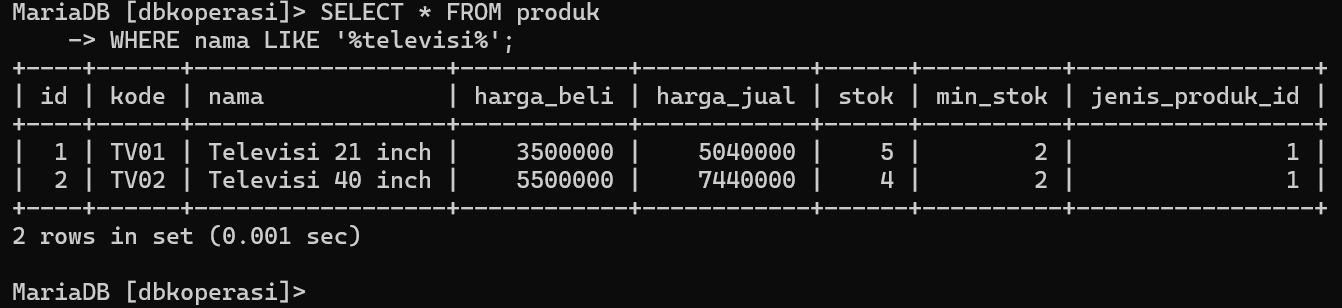 MariaDB [dbkoperasi]> SELECT * FROM produk
    -> WHERE nama LIKE '%televisi%';
+----+------+------------------+------------+-----------+------+----------+-----------------+
| id | kode | nama             | harga_beli | harga_jual | stok | min_stok | jenis_produk_id |
+----+------+------------------+------------+-----------+------+----------+-----------------+
|  1 | TV01 | Televisi 21 inch |    3500000 |    5040000 |    5 |        2 |               1 |
|  2 | TV02 | Televisi 40 inch |    5500000 |    7440000 |    4 |        2 |               1 |
+----+------+------------------+------------+-----------+------+----------+-----------------+
2 rows in set (0.001 sec)
MariaDB [dbkoperasi]>